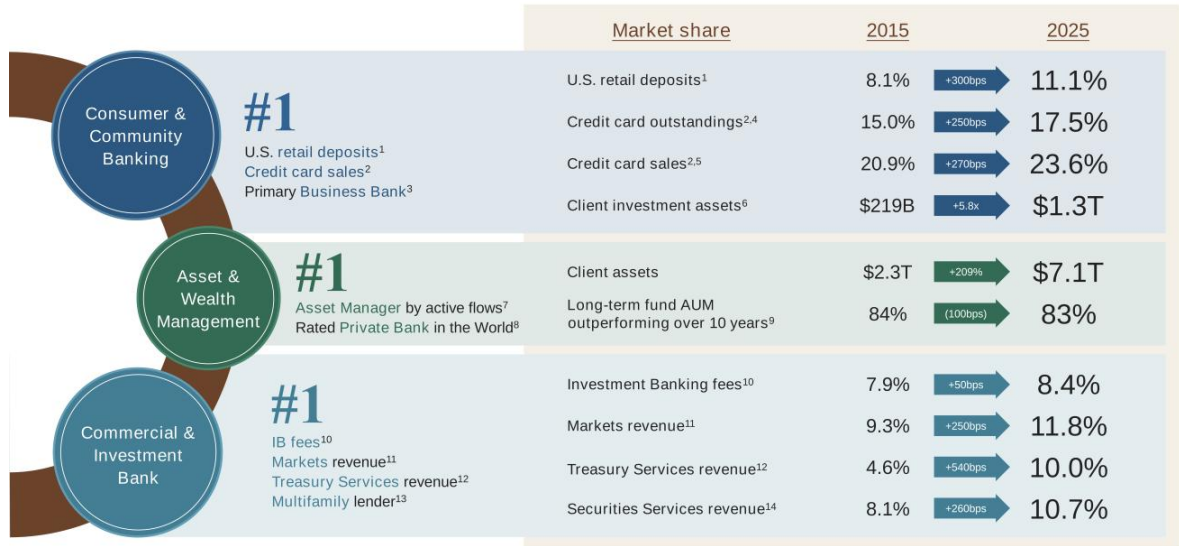 Market share 2015 2025
Consumer &
Community
Banking
#1
U.S. retail deposits¹
Credit card sales²
Primary Business Bank³
U.S. retail deposits¹ 8.1% +300bps 11.1%
Credit card outstandings²,⁴ 15.0% +250bps 17.5%
Credit card sales²,⁵ 20.9% +270bps 23.6%
Client investment assets⁶ $219B +5.8x $1.3T
Asset &
Wealth
Management
#1
Asset Manager by active flows⁷
Rated Private Bank in the World⁸
Client assets $2.3T +209% $7.1T
Long-term fund AUM
outperforming over 10 years⁹ 84% (100bps) 83%
Commercial &
Investment
Bank
#1
IB fees¹⁰
Markets revenue¹¹
Treasury Services revenue¹²
Multifamily lender¹³
Investment Banking fees¹⁰ 7.9% +50bps 8.4%
Markets revenue¹¹ 9.3% +250bps 11.8%
Treasury Services revenue¹² 4.6% +540bps 10.0%
Securities Services revenue¹⁴ 8.1% +260bps 10.7%